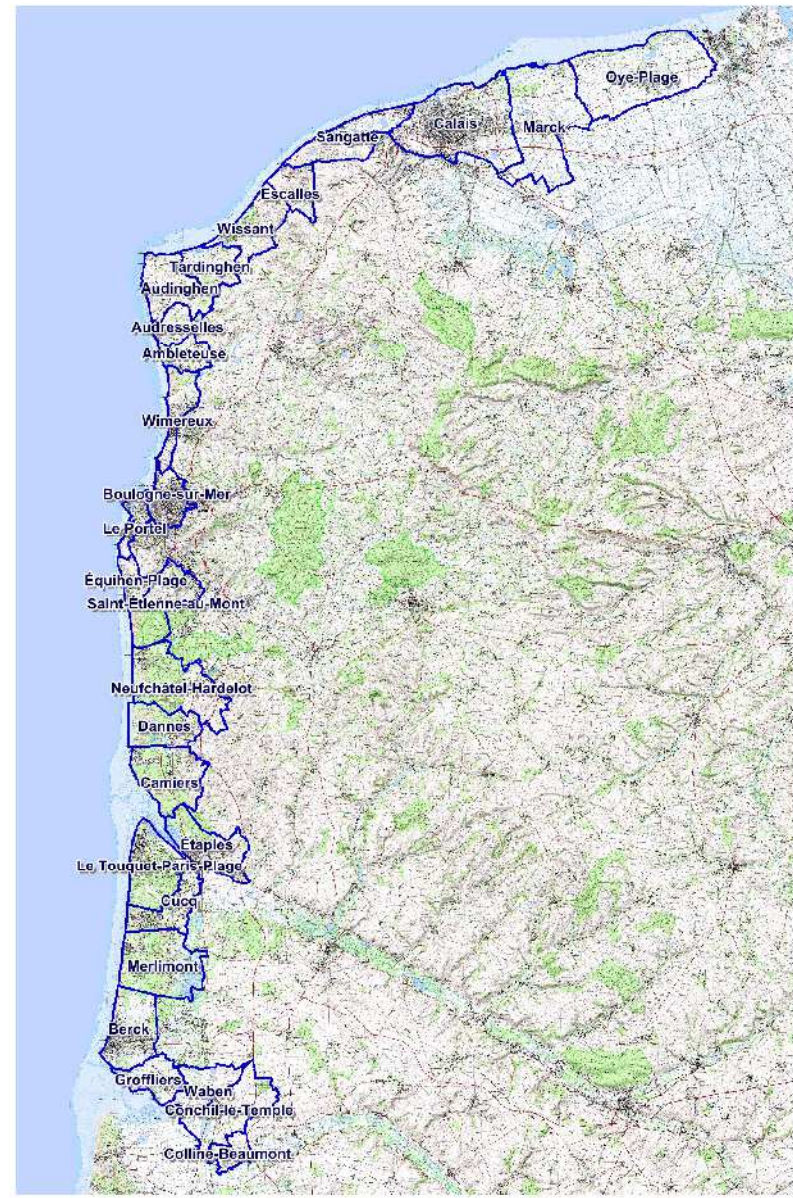 Oye-Plage
Calais
Marck
Sangatte
Escalles
Wissant
Tardinghen
Audinghen
Audresselles
Ambleteuse
Wimereux
Boulogne-sur-Mer
Le Portel
Équihen-Plage
Saint-Étienne-au-Mont
Neufchâtel-Hardelot
Dannes
Camiers
Étaples
Le Touquet-Paris-Plage
Cucq
Merlimont
Berck
Groffliers
Waben
Conchil-le-Temple
Colline-Beaumont